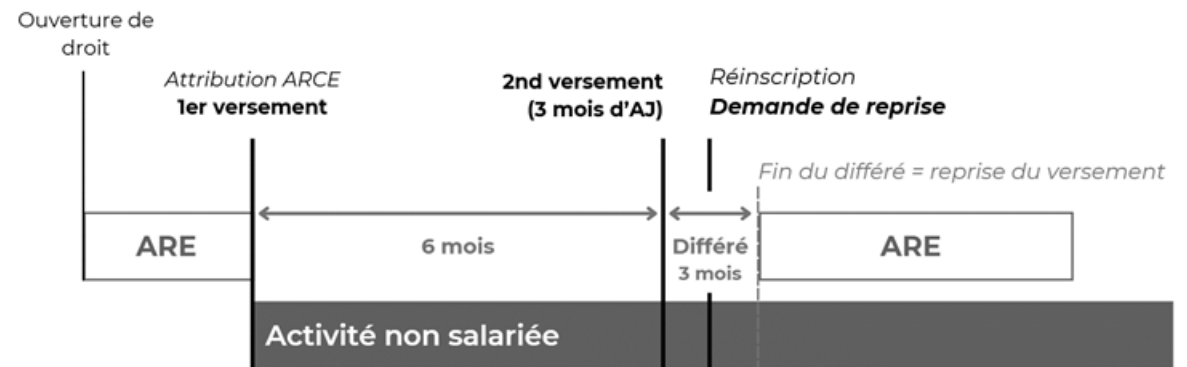 Ouverture de
droit
Attribution ARCE
1er versement
2nd versement
(3 mois d'AJ)
Réinscription
Demande de reprise
Fin du différé = reprise du versement
ARE
6 mois
Différé
3 mois
ARE
Activité non salariée